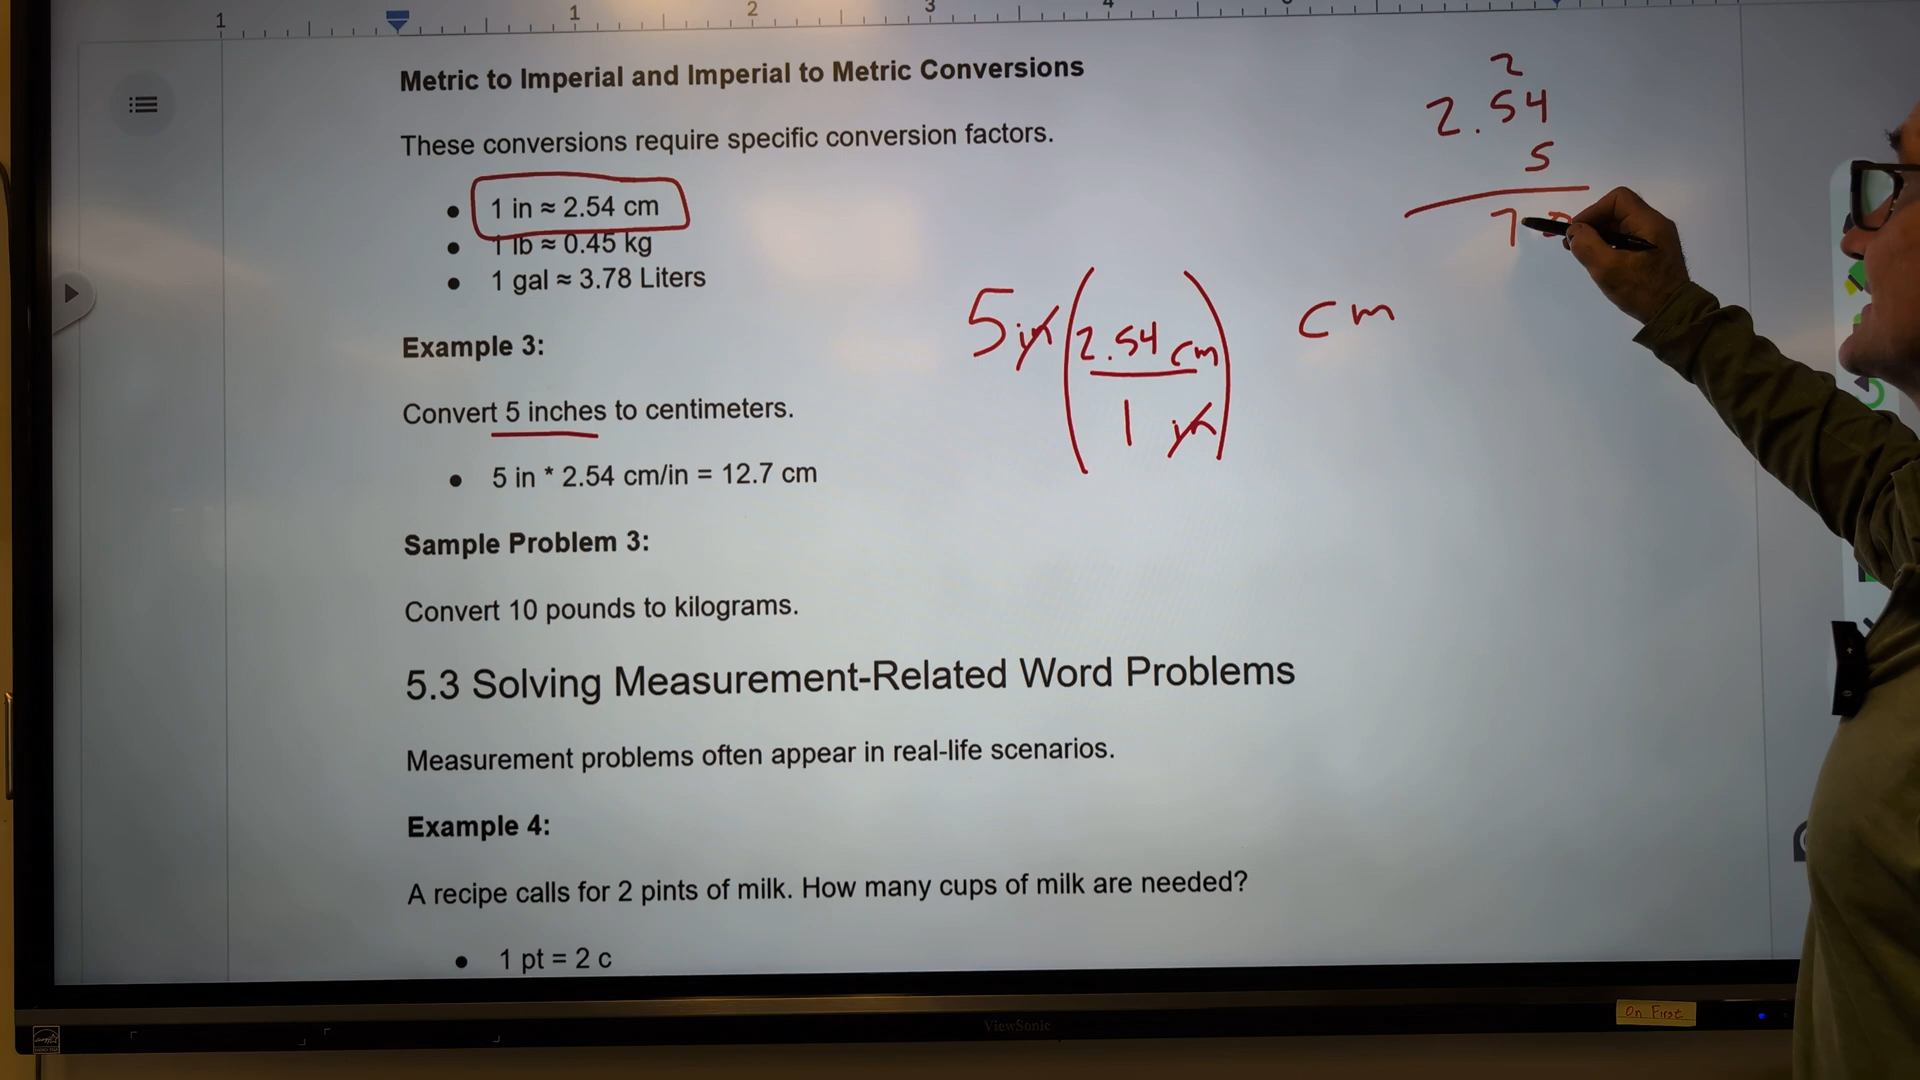 1 1 2 3 4
Metric to Imperial and Imperial to Metric Conversions
These conversions require specific conversion factors.
● 1 in ≈ 2.54 cm
● 1 lb ≈ 0.45 kg
● 1 gal ≈ 3.78 Liters
Example 3:
Convert 5 inches to centimeters.
● 5 in * 2.54 cm/in = 12.7 cm
Sample Problem 3:
Convert 10 pounds to kilograms.
5.3 Solving Measurement-Related Word Problems
Measurement problems often appear in real-life scenarios.
Example 4:
A recipe calls for 2 pints of milk. How many cups of milk are needed?
● 1 pt = 2 c
2
2.54
5
70
5 in (2.54 cm
1 in) cm
ViewSonic
On First